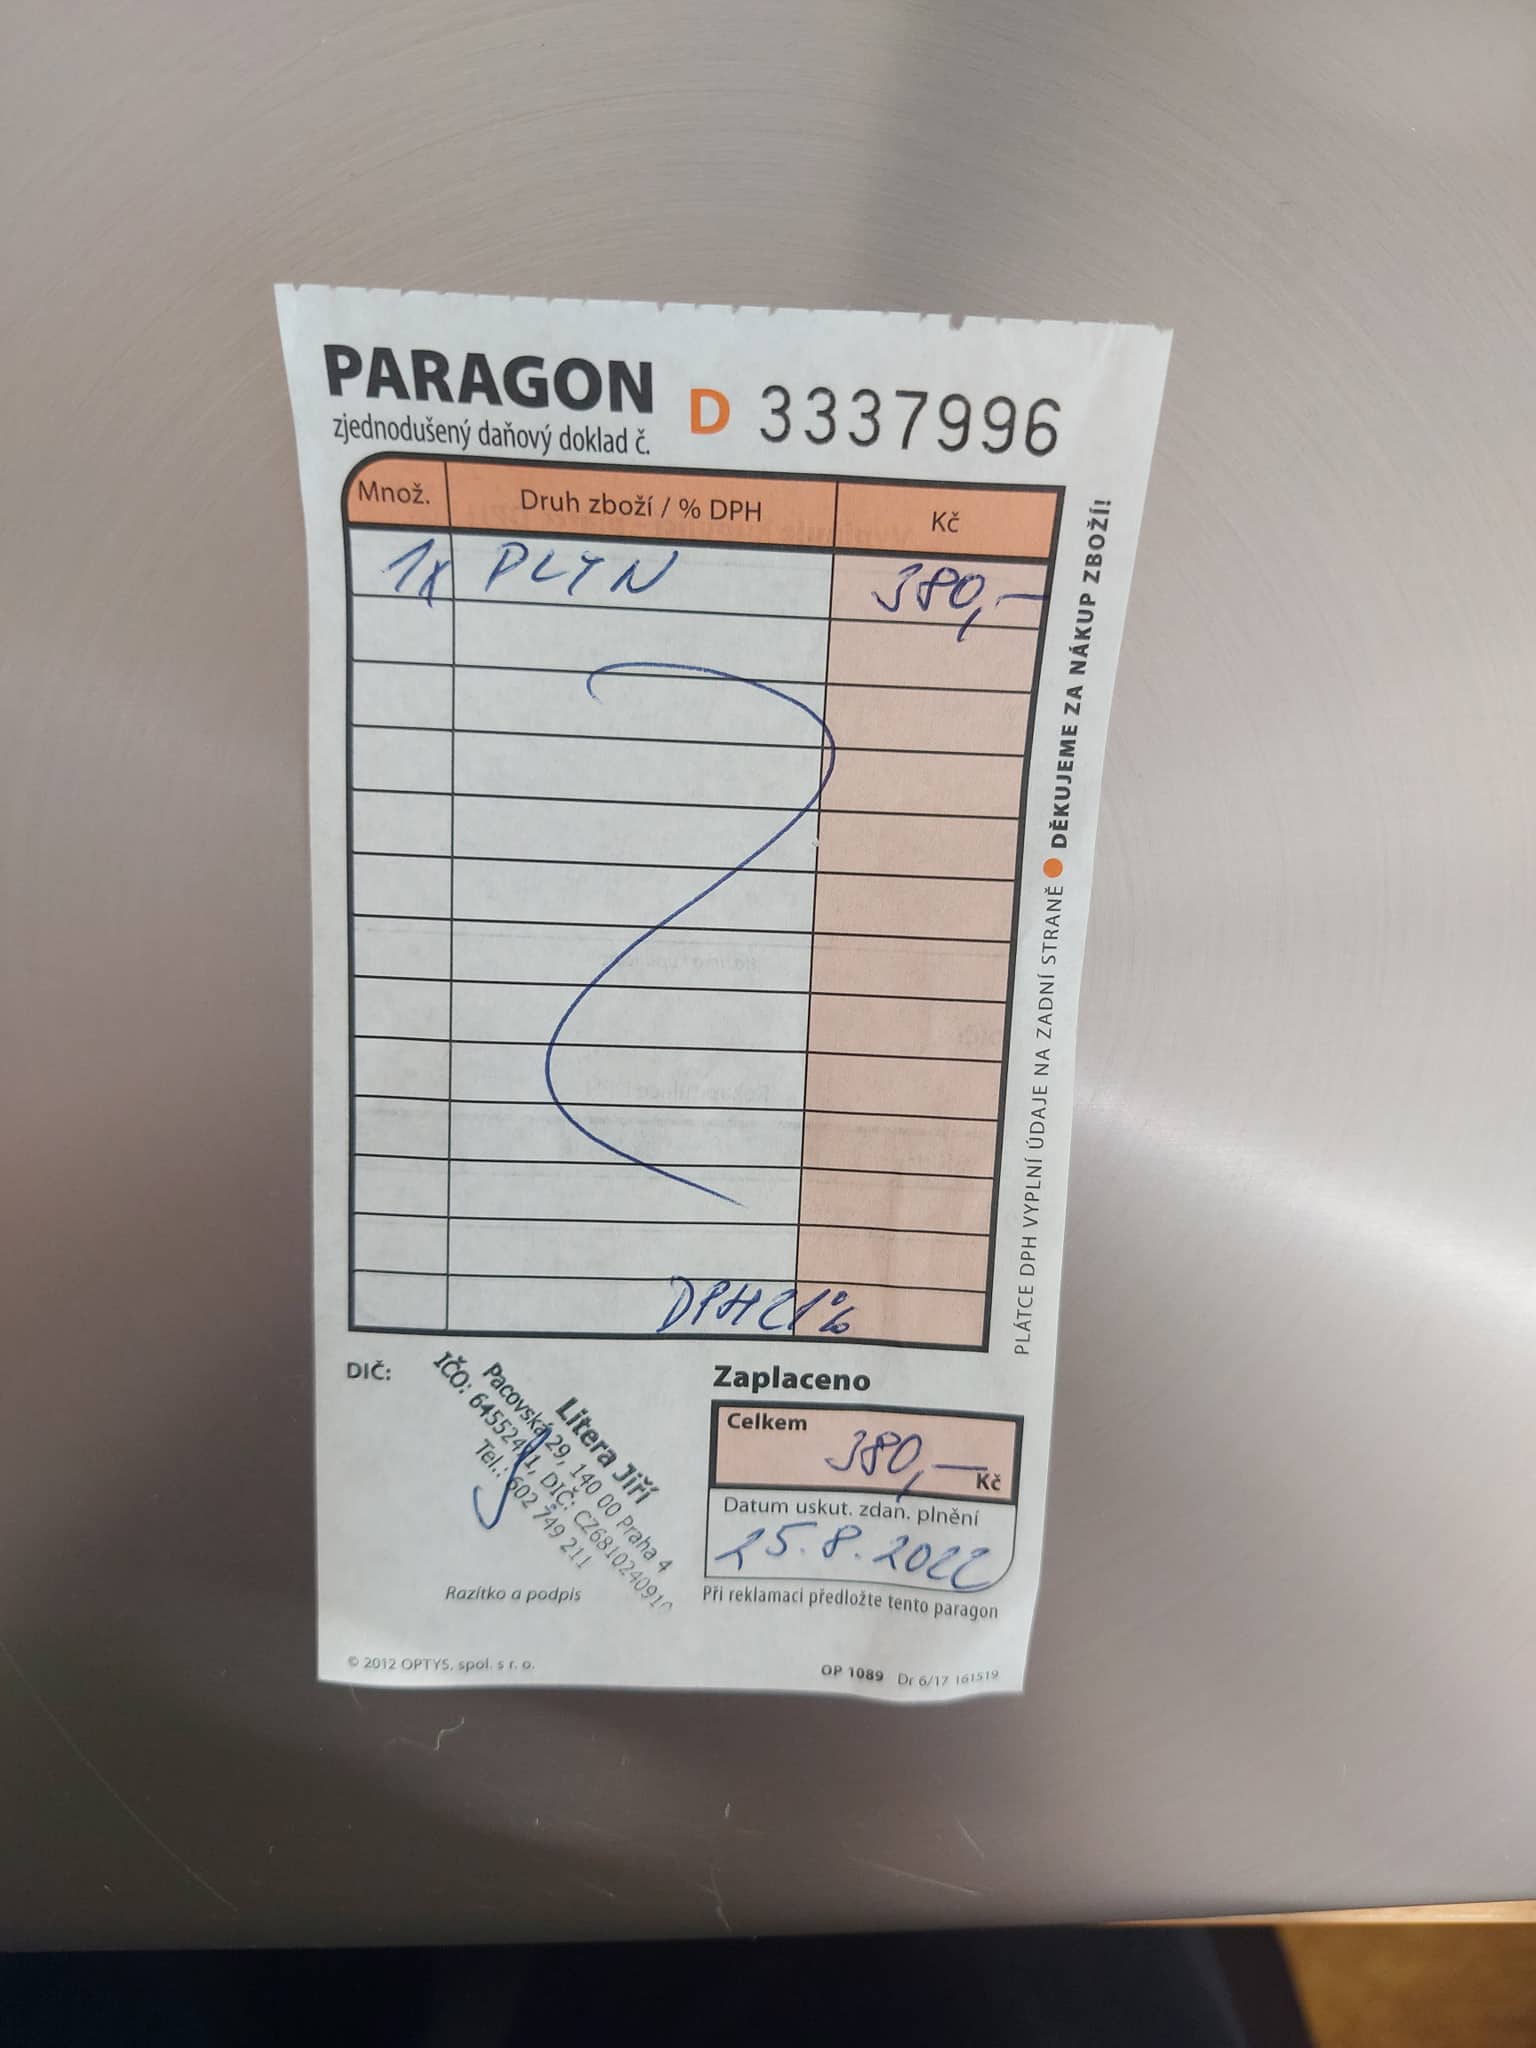 PARAGON
zjednodušený daňový doklad č.
D 3337996
Množ. Druh zboží / % DPH Kč
1x PLYN 380,—
DPH 21%
DĚKUJEME ZA NÁKUP ZBOŽÍ!
PLÁTCE DPH VYPLNÍ ÚDAJE NA ZADNÍ STRANĚ
DIČ:
Litera Jiří
Pacovská 29, 140 00 Praha 4
IČO: DIČ: CZ6810240910
Tel.: 602 749 211
Razítko a podpis
Zaplaceno
Celkem
380,— Kč
Datum uskut. zdan. plnění
25.8.2022
Při reklamaci předložte tento paragon
© 2012 OPTYS, spol. s r. o.
OP 1089 Dr 6/17 161519